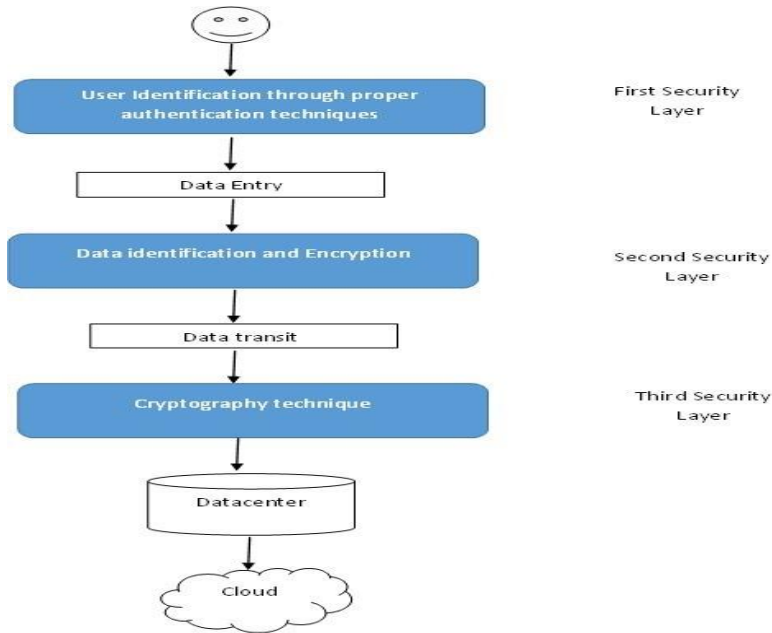 User Identification through proper
authentication techniques
First Security
Layer
Data Entry
Data identification and Encryption
Second Security
Layer
Data transit
Cryptography technique
Third Security
Layer
Datacenter
Cloud